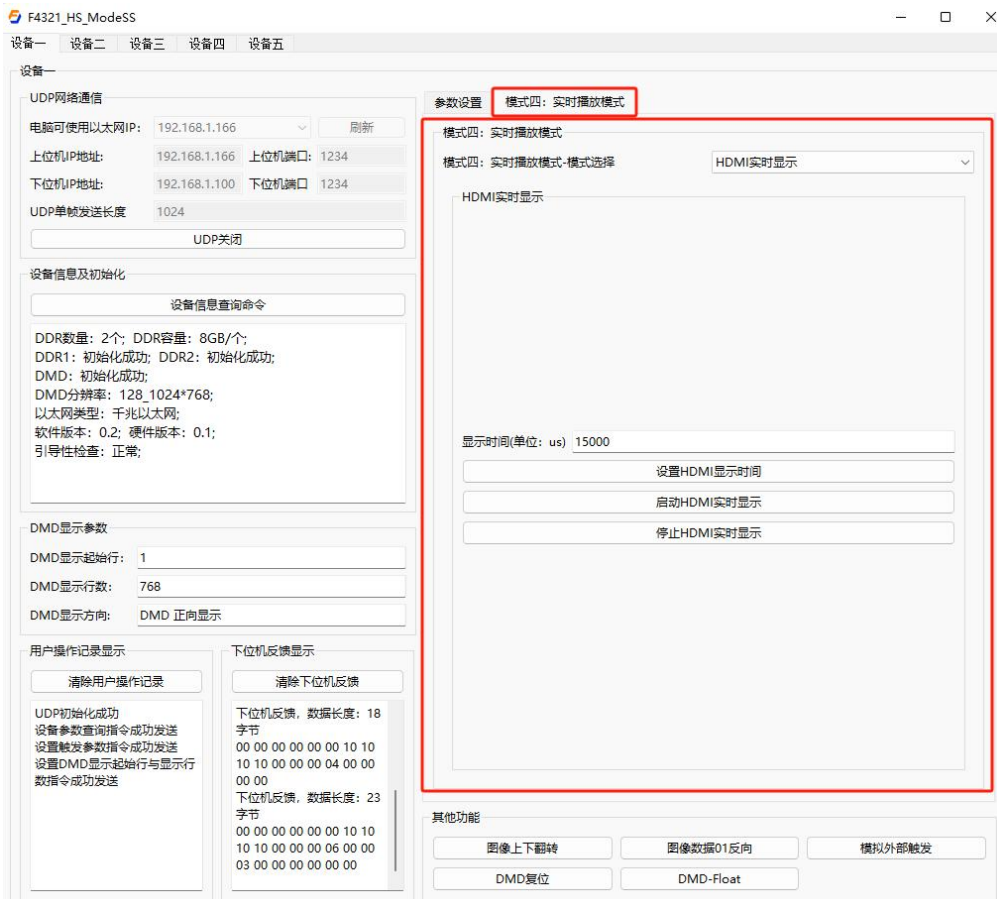 F4321_HS_ModeSS
设备一 设备二 设备三 设备四 设备五
设备一
UDP网络通信
电脑可使用以太网IP: 192.168.1.166 刷新
上位机IP地址: 192.168.1.166 上位机端口: 1234
下位机IP地址: 192.168.1.100 下位机端口 1234
UDP单帧发送长度 1024
UDP关闭
设备信息及初始化
设备信息查询命令
DDR数量：2个; DDR容量：8GB/个;
DDR1：初始化成功; DDR2：初始化成功;
DMD：初始化成功;
DMD分辨率：128_1024*768;
以太网类型：千兆以太网;
软件版本：0.2; 硬件版本：0.1;
引导性检查：正常;
DMD显示参数
DMD显示起始行： 1
DMD显示行数: 768
DMD显示方向: DMD 正向显示
用户操作记录显示
清除用户操作记录
UDP初始化成功
设备参数查询指令成功发送
设置触发参数指令成功发送
设置DMD显示起始行与显示行
数指令成功发送
下位机反馈显示
清除下位机反馈
下位机反馈，数据长度：18
字节
00 00 00 00 00 00 10 10
10 10 00 00 00 04 00 00
00 00
下位机反馈，数据长度：23
字节
00 00 00 00 00 00 10 10
10 10 00 00 00 06 00 00
03 00 00 00 00 00 00
参数设置 模式四：实时播放模式
模式四：实时播放模式
模式四：实时播放模式-模式选择 HDMI实时显示
HDMI实时显示
显示时间(单位：us) 15000
设置HDMI显示时间
启动HDMI实时显示
停止HDMI实时显示
其他功能
图像上下翻转 图像数据01反向 模拟外部触发
DMD复位 DMD-Float